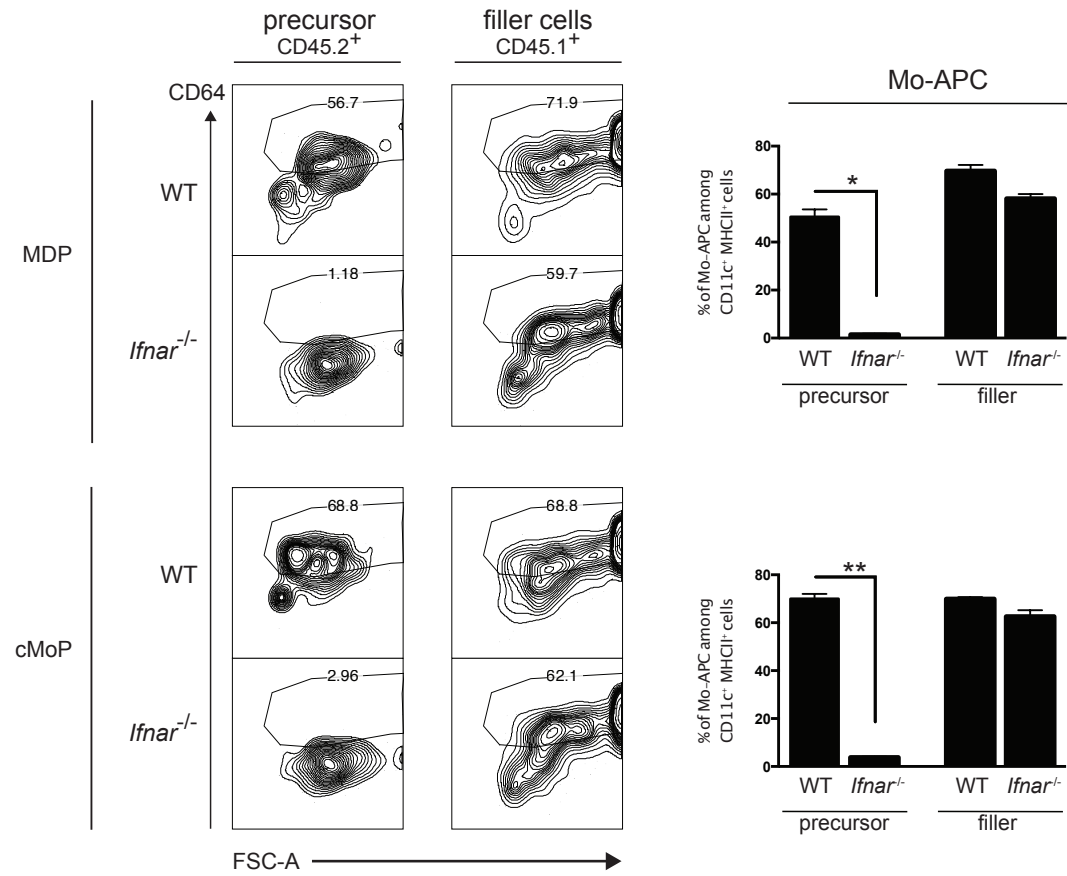 precursor
CD45.2⁺
filler cells
CD45.1⁺
CD64
MDP
WT
56.7
71.9
Ifnar⁻/⁻
1.18
59.7
cMoP
WT
68.8
68.8
Ifnar⁻/⁻
2.96
62.1
FSC-A
Mo-APC
% of Mo-APC among
CD11c⁺ MHCII⁺ cells
80
60
40
20
0
*
WT Ifnar⁻/⁻ WT Ifnar⁻/⁻
precursor filler
% of Mo-APC among
CD11c⁺ MHCII⁺ cells
80
60
40
20
0
**
WT Ifnar⁻/⁻ WT Ifnar⁻/⁻
precursor filler